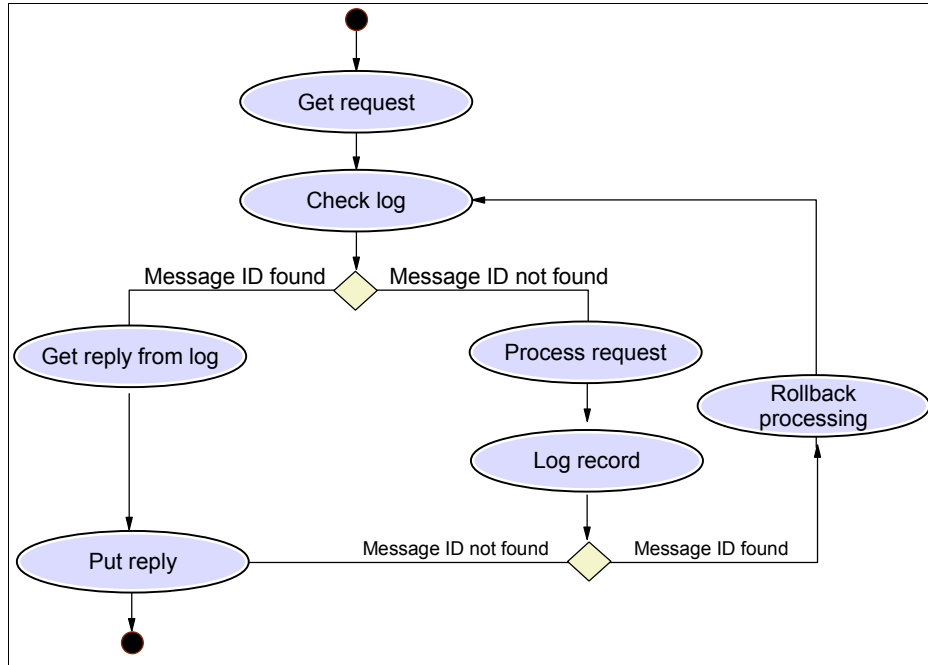 Get request
Check log
Message ID found
Message ID not found
Get reply from log
Process request
Rollback
processing
Log record
Message ID not found
Message ID found
Put reply